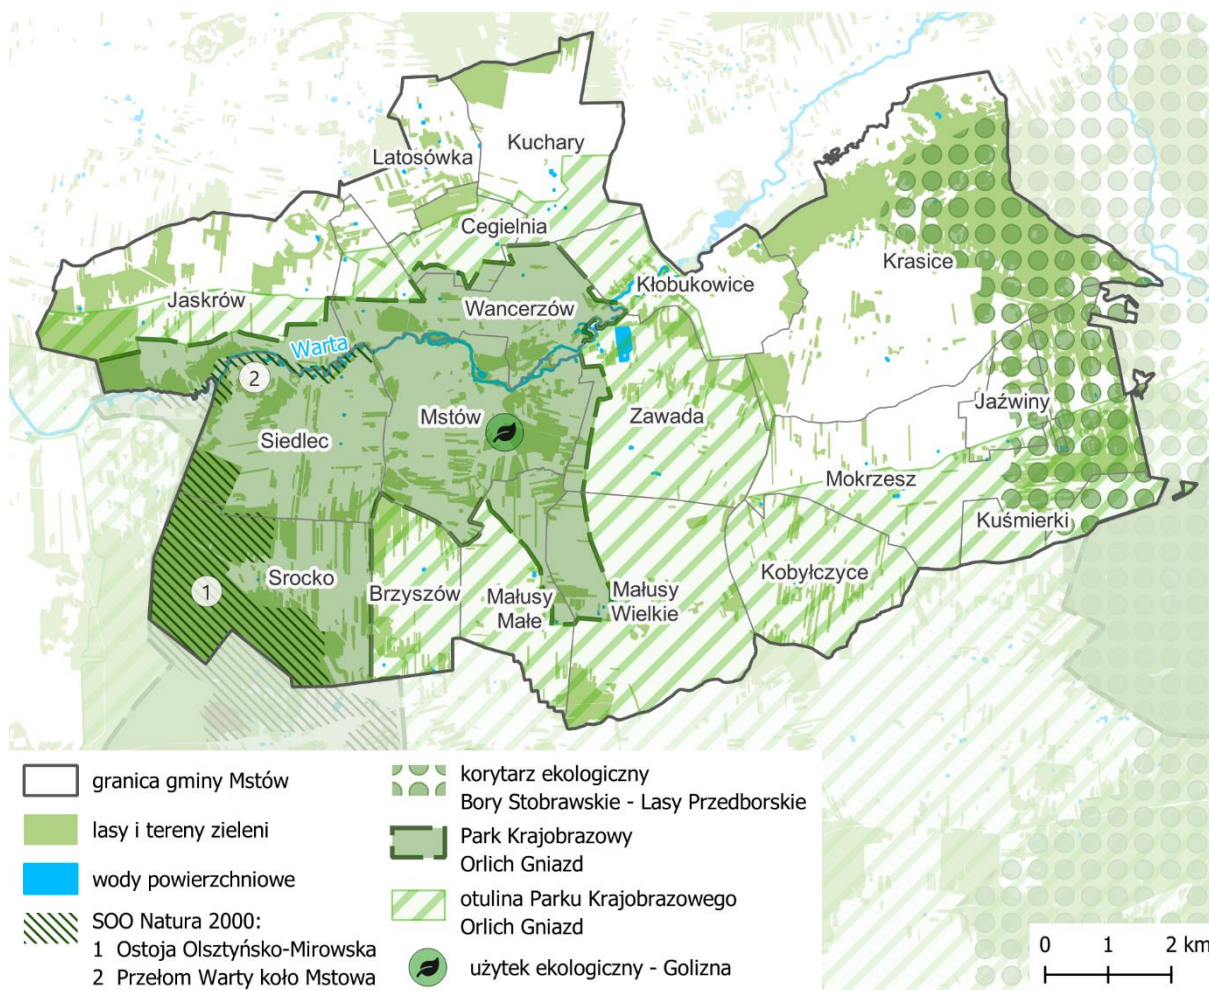 Kuchary
Latosówka
Cegielnia
Krasice
Kłobukowice
Jaskrów
Wancerzów
Warta
2
Mstów
Zawada
Jaźwiny
Siedlec
Mokrzesz
Kuśmierki
Srocko
Brzyszów
Kobylczyce
1
Małusy
Małe
Małusy
Wielkie
granica gminy Mstów
lasy i tereny zieleni
wody powierzchniowe
SOO Natura 2000:
1 Ostoja Olsztyńsko-Mirowska
2 Przełom Warty koło Mstowa
korytarz ekologiczny
Bory Stobrawskie - Lasy Przedborskie
Park Krajobrazowy
Orlich Gniazd
otulina Parku Krajobrazowego
Orlich Gniazd
użytek ekologiczny - Golizna
0 1 2 km